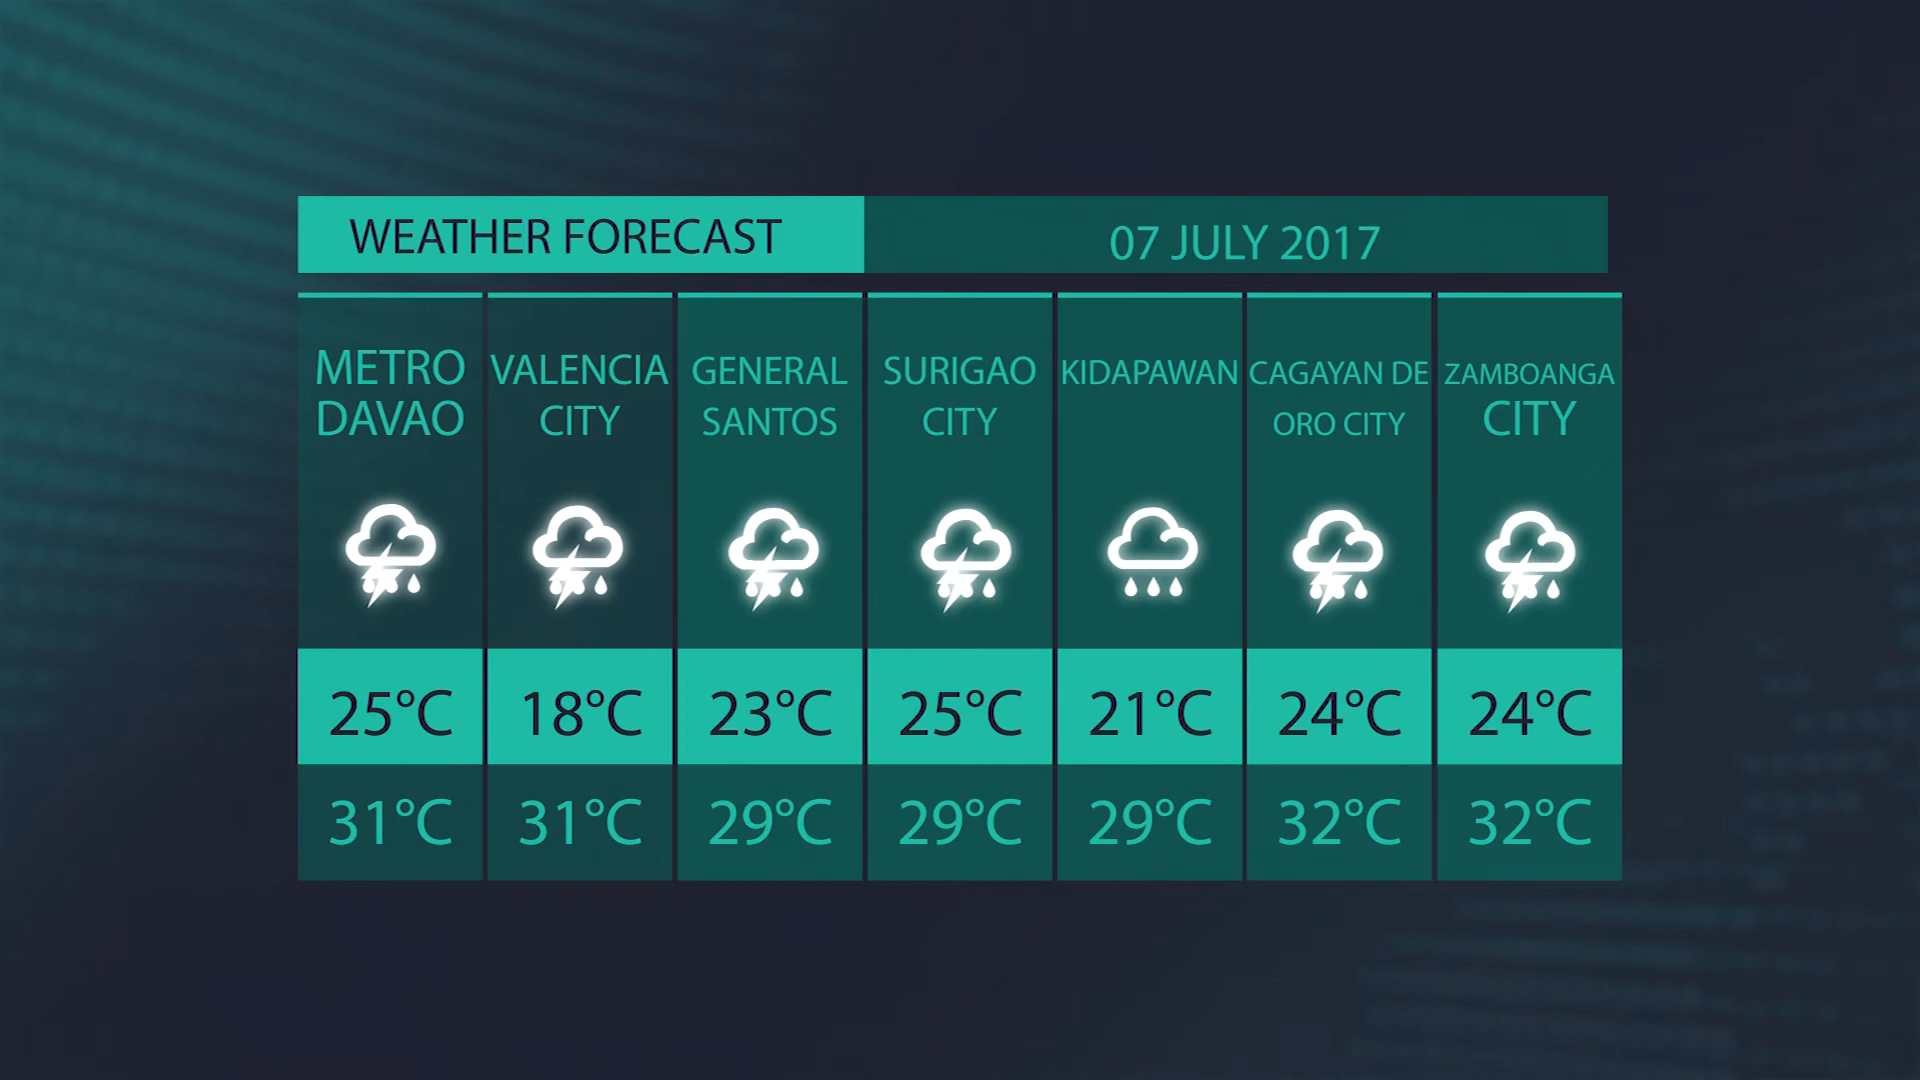 WEATHER FORECAST
07 JULY 2017
METRO
DAVAO
25°C
31°C
VALENCIA
CITY
18°C
31°C
GENERAL
SANTOS
23°C
29°C
SURIGAO
CITY
25°C
29°C
KIDAPAWAN
21°C
29°C
CAGAYAN DE
ORO CITY
24°C
32°C
ZAMBOANGA
CITY
24°C
32°C